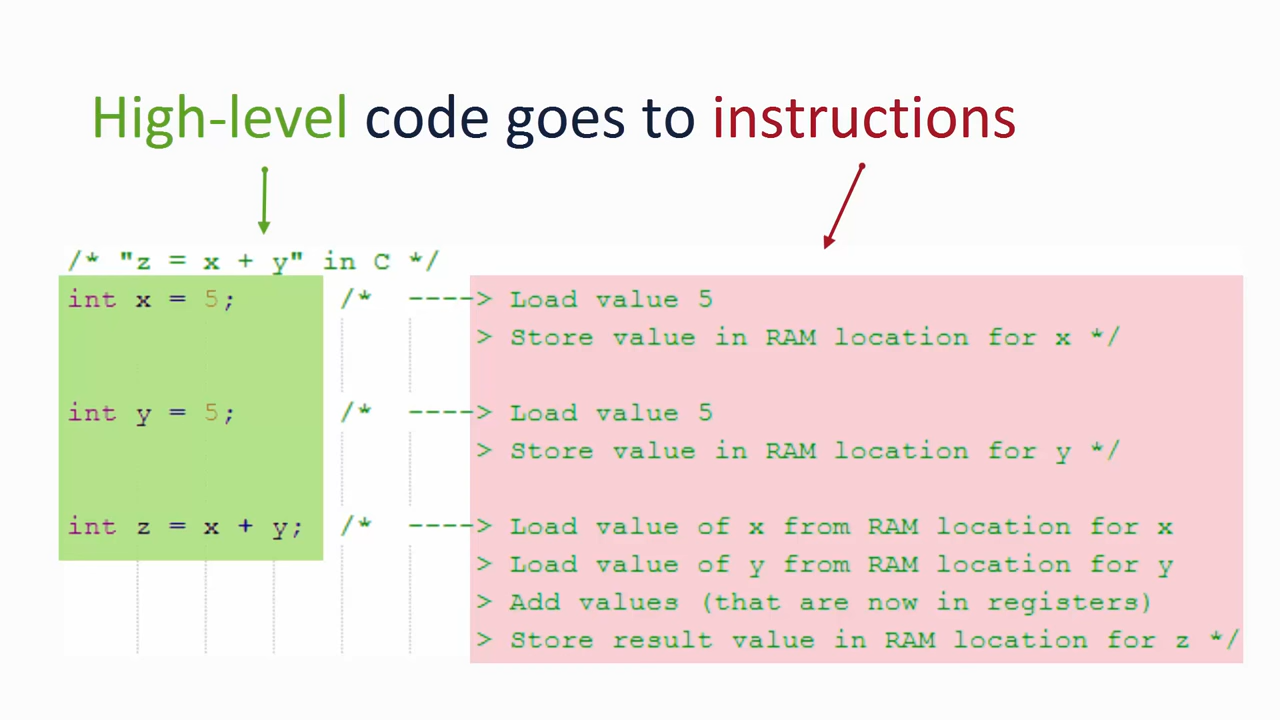 High-level code goes to instructions
/* "z = x + y" in C */
int x = 5; /* ----> Load value 5
> Store value in RAM location for x */
int y = 5; /* ----> Load value 5
> Store value in RAM location for y */
int z = x + y; /* ----> Load value of x from RAM location for x
> Load value of y from RAM location for y
> Add values (that are now in registers)
> Store result value in RAM location for z */